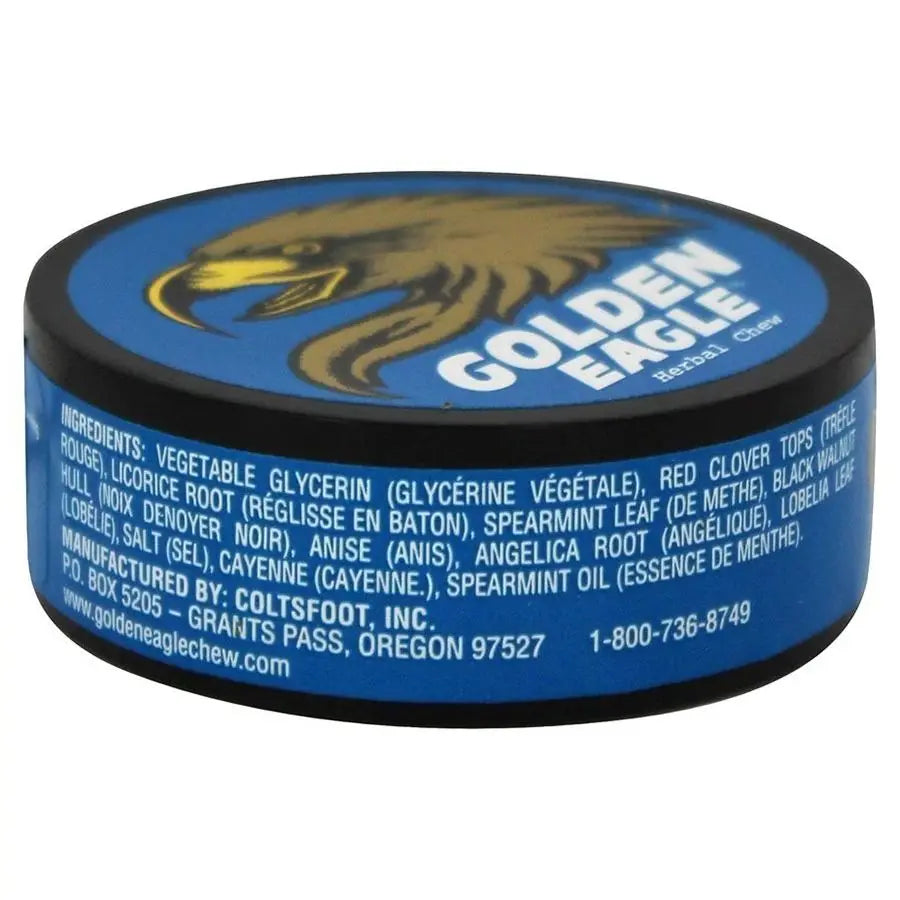 GOLDEN
EAGLE
Herbal Chew
INGREDIENTS: VEGETABLE GLYCERIN (GLYCÉRINE VÉGÉTALE), RED CLOVER TOPS (TRÉFLE
ROUGE), LICORICE ROOT (RÉGLISSE EN BATON), SPEARMINT LEAF (DE METHE), BLACK WALNUT
HULL (NOIX DENOYER NOIR), ANISE (ANIS), ANGELICA ROOT (ANGÉLIQUE), LOBELIA LEAF
(LOBÉLIE), SALT (SEL), CAYENNE (CAYENNE.), SPEARMINT OIL (ESSENCE DE MENTHE).
MANUFACTURED BY: COLTSFOOT, INC.
P.O. BOX 5205 – GRANTS PASS, OREGON 97527 1-800-736-8749
www.goldeneaglechew.com